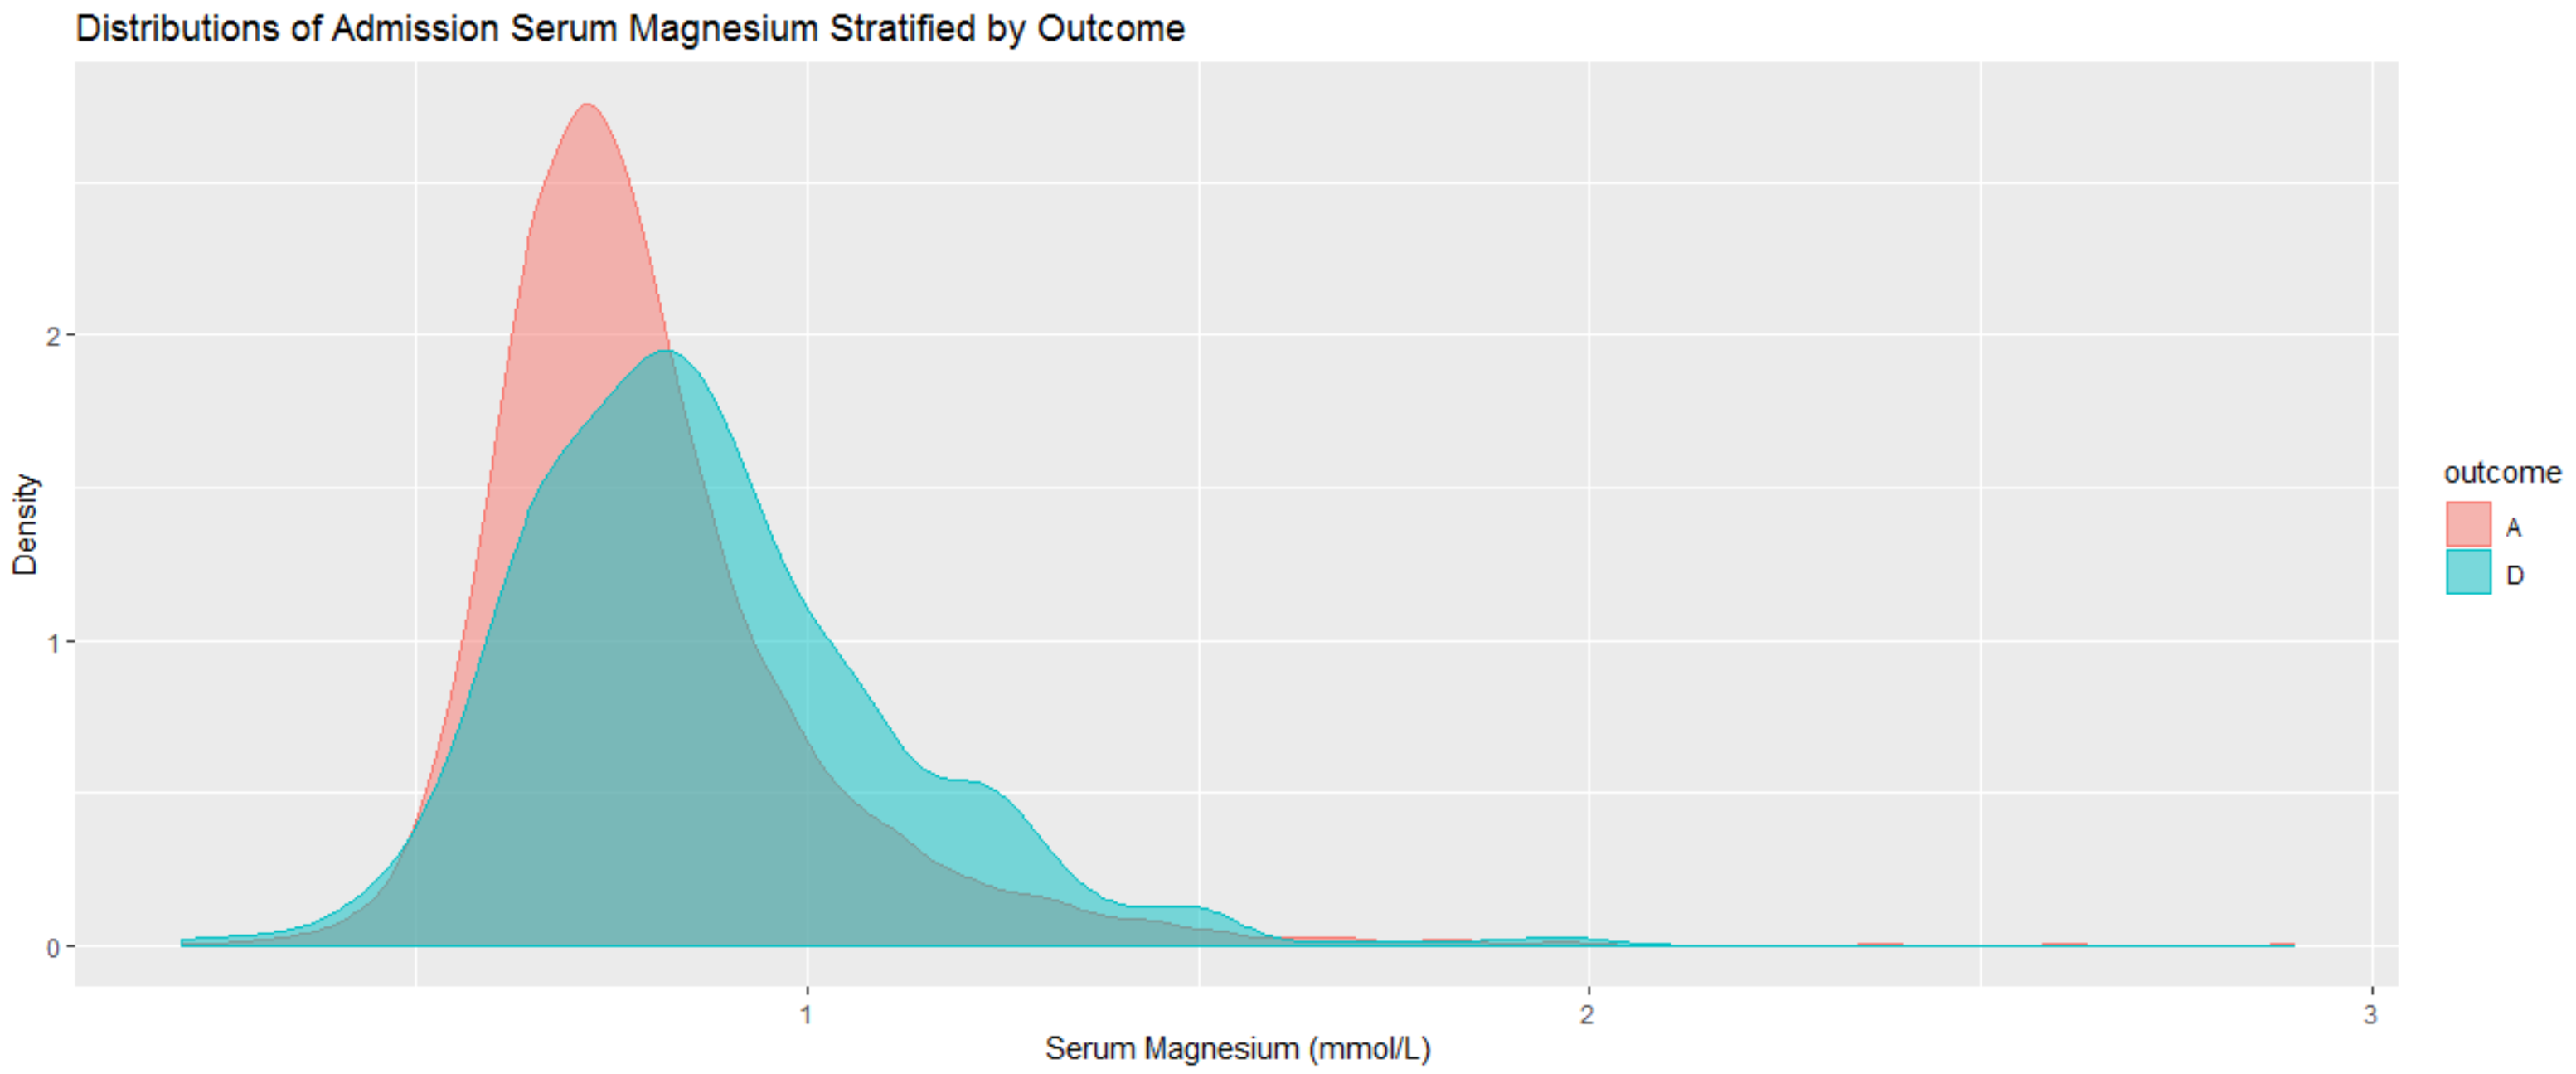 Distributions of Admission Serum Magnesium Stratified by Outcome
Density
2
1
0
1
2
3
Serum Magnesium (mmol/L)
outcome
A
D